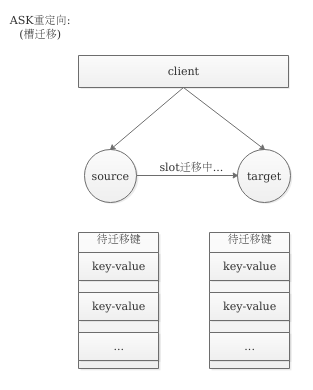 ASK重定向:
(槽迁移)
client
source
slot迁移中...
target
待迁移键
待迁移键
key-value
key-value
key-value
key-value
...
...